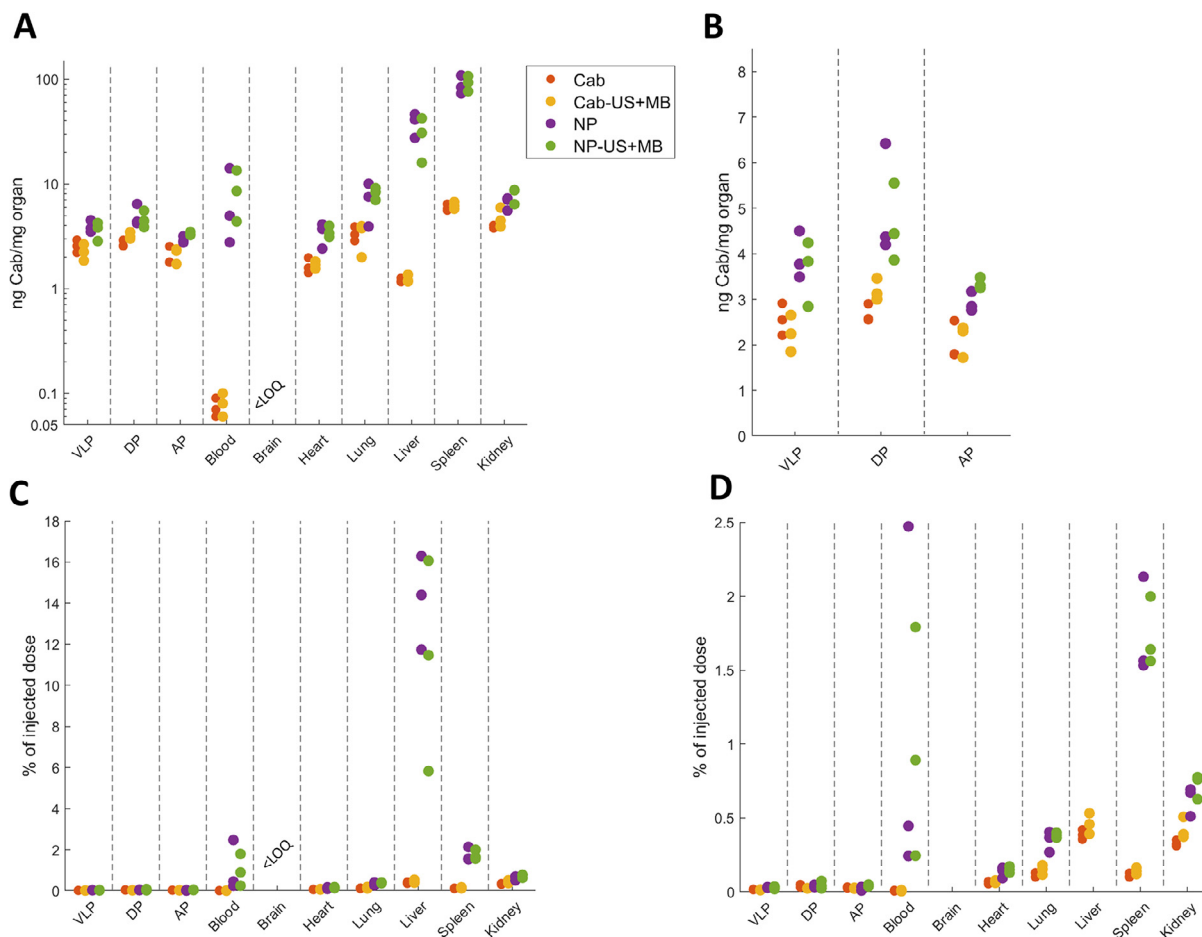 A
ng Cab/mg organ
100
10
1
0.1
0.05
<LOQ
VLP
DP
AP
Blood
Brain
Heart
Lung
Liver
Spleen
Kidney
Cab
Cab-US+MB
NP
NP-US+MB
B
ng Cab/mg organ
8
7
6
5
4
3
2
1
0
VLP
DP
AP
C
% of injected dose
18
16
14
12
10
8
6
4
2
0
<LOQ
VLP
DP
AP
Blood
Brain
Heart
Lung
Liver
Spleen
Kidney
D
% of injected dose
2.5
2
1.5
1
0.5
0
VLP
DP
AP
Blood
Brain
Heart
Lung
Liver
Spleen
Kidney